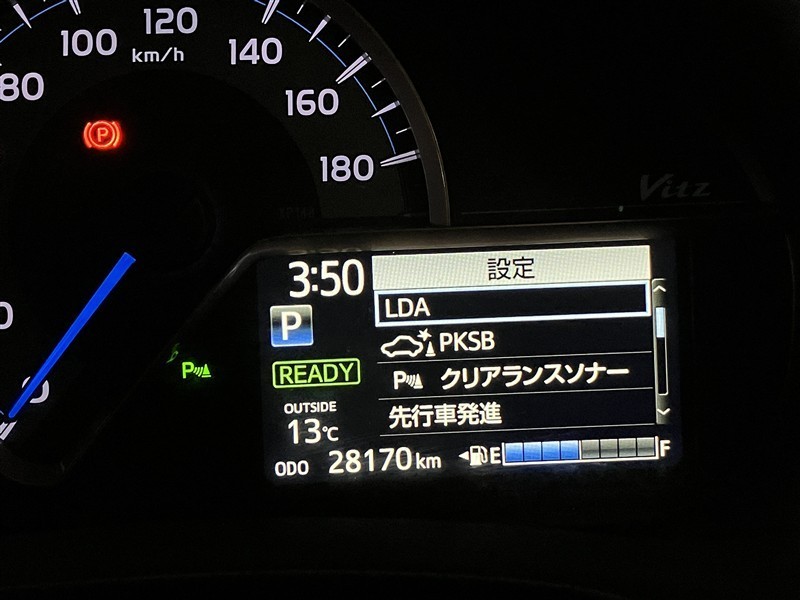 80
100
120
km/h
140
160
180
P
Vitz
3:50
設定
LDA
P
PKSB
READY
P クリアランスソナー
先行車発進
P
OUTSIDE
13℃
0
ODO 28170 km
E
F